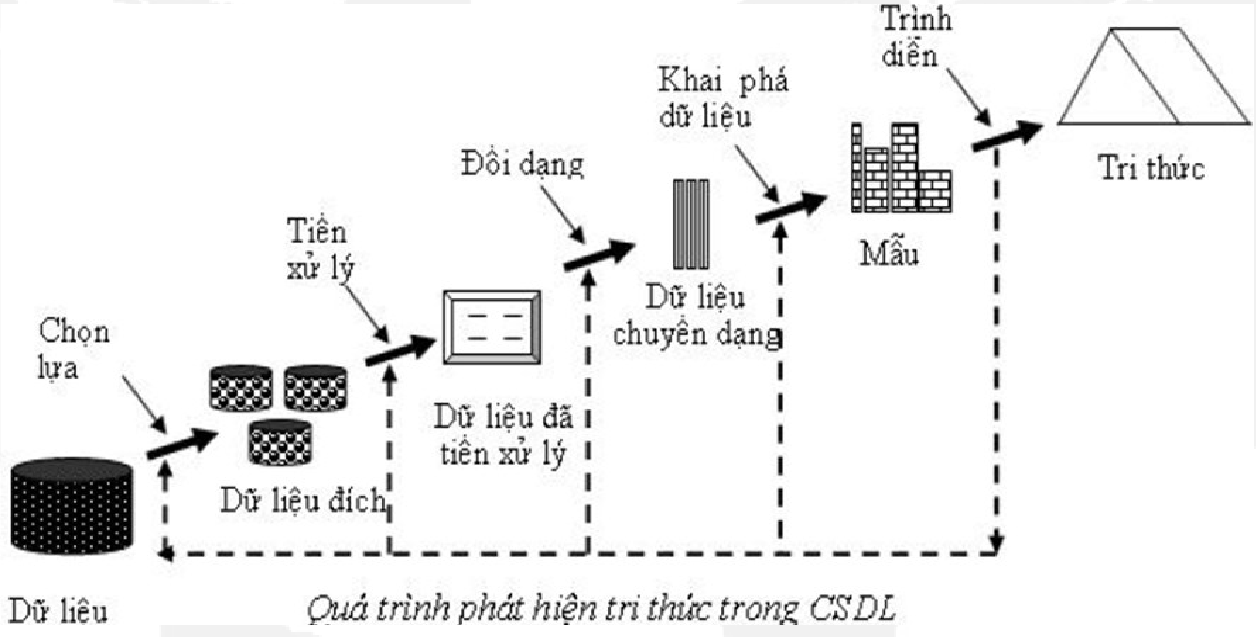 Trình
diễn
Khai phá
dữ liệu
Tri thức
Đổi dạng
Mẫu
Tiền
xử lý
Dữ liệu
chuyển dạng
Chọn
lựa
Dữ liệu đã
tiền xử lý
Dữ liệu đích
Dữ liệu
Quá trình phát hiện tri thức trong CSDL